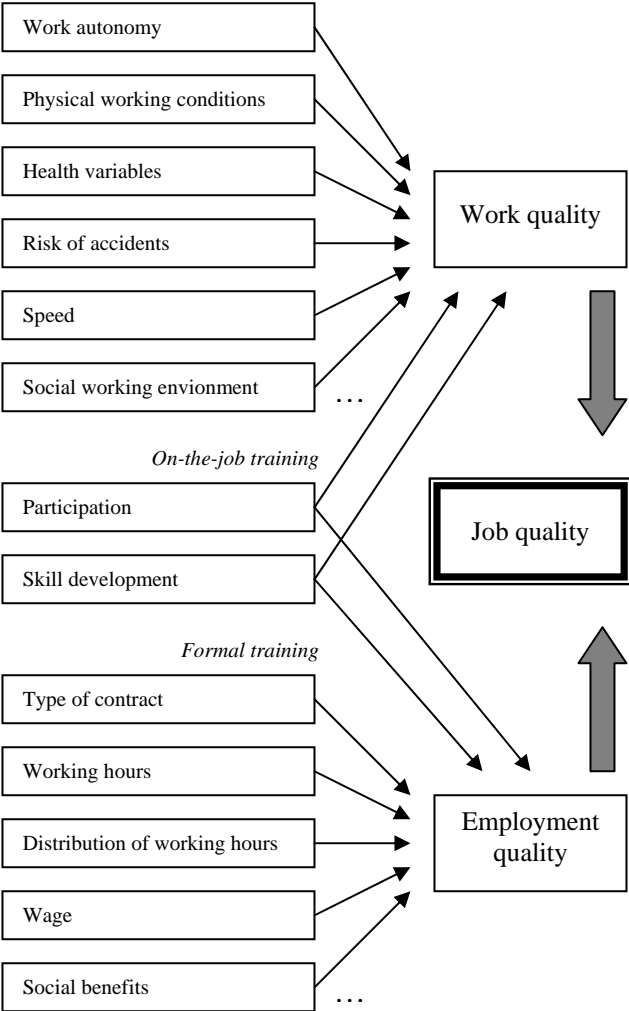 Work autonomy
Physical working conditions
Health variables
Risk of accidents
Speed
Social working envionment
…
On-the-job training
Participation
Skill development
Formal training
Type of contract
Working hours
Distribution of working hours
Wage
Social benefits
…
Work quality
Job quality
Employment
quality